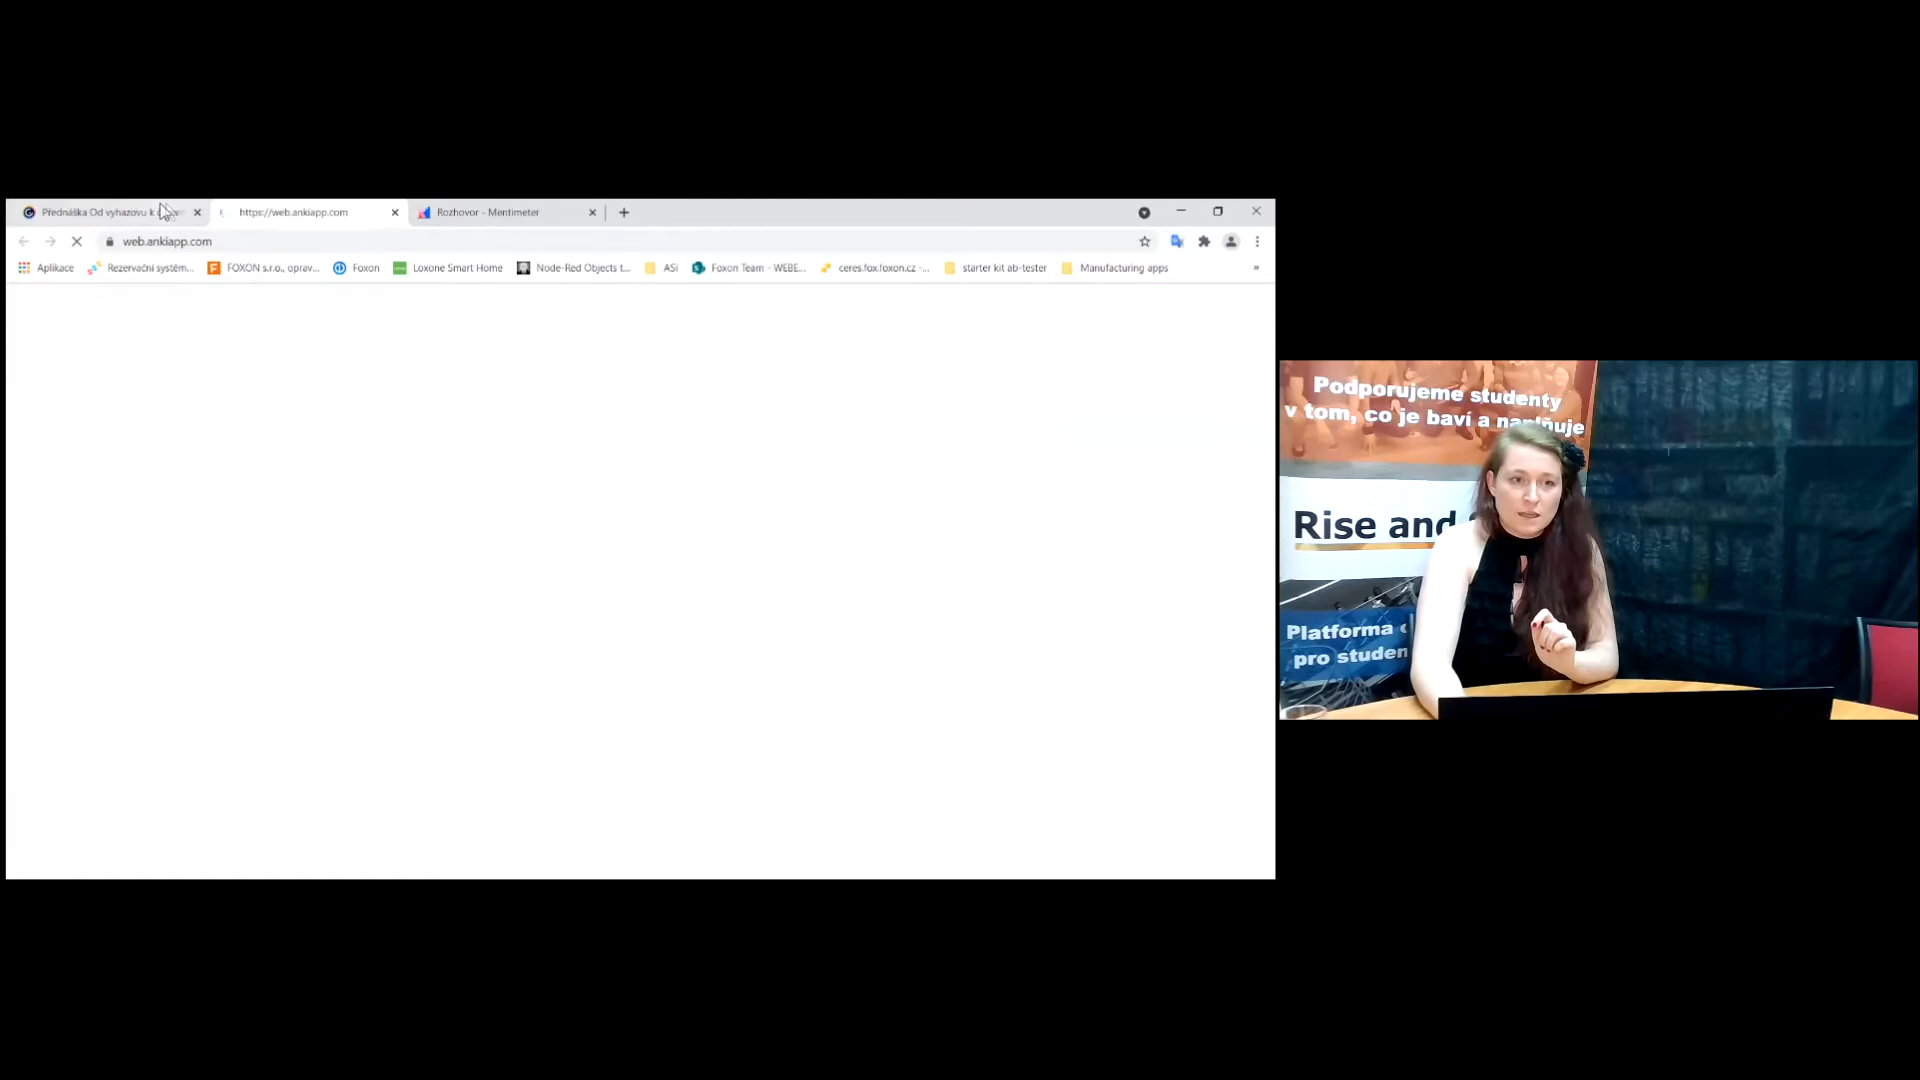 Přednáška Od vyhazovu k
https://web.ankiapp.com
Rozhovor - Mentimeter
web.ankiapp.com
Aplikace
Rezervační systém...
FOXON s.r.o., oprav...
Foxon
Loxone Smart Home
Node-Red Objects t...
ASi
Foxon Team - WEBE...
ceres.fox.foxon.cz -...
starter kit ab-tester
Manufacturing apps
»
Podporujeme studenty
v tom, co je baví a naplňuje
Rise and
Platforma
pro studen